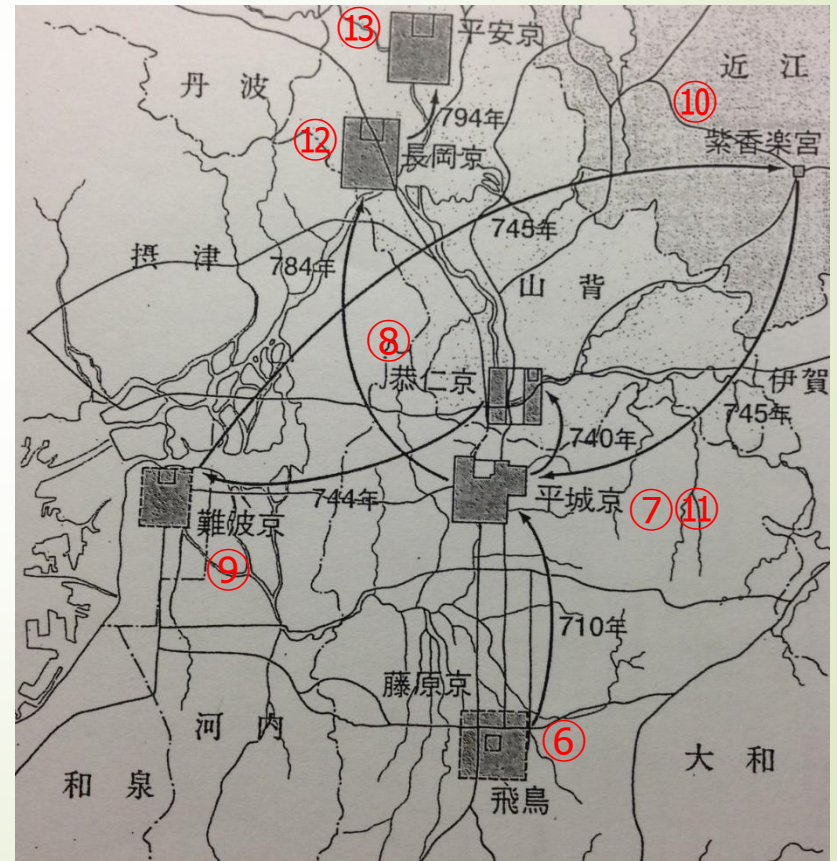 ⑬
平安京
近江
丹波
⑩
794年
⑫
長岡京
紫香楽宮
745年
摂津
784年
山背
⑧
恭仁京
伊賀
745年
740年
平城京
⑦⑪
744年
難波京
⑨
710年
藤原京
河内
⑥
大和
和泉
飛鳥